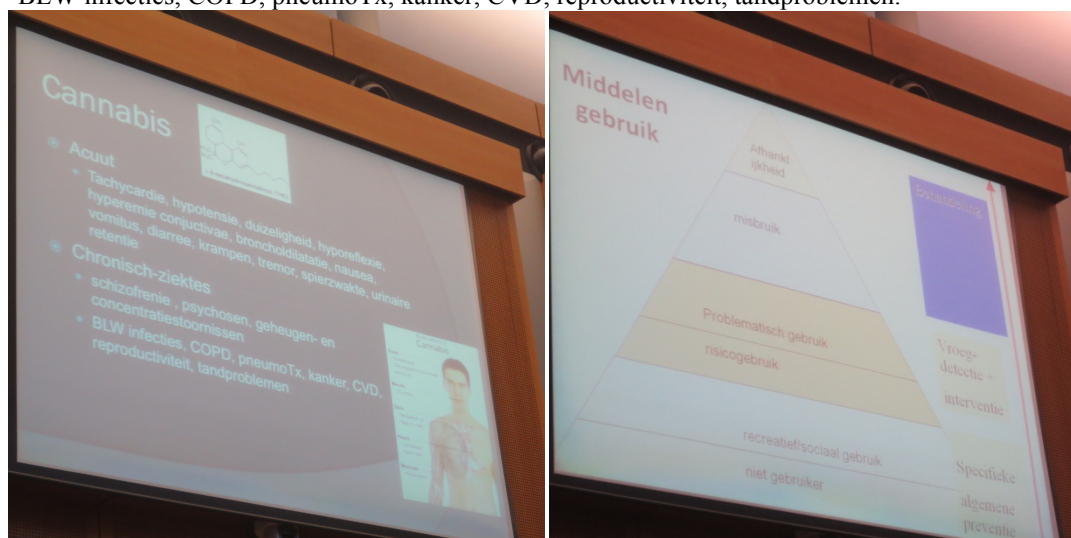 BLW infecties, COPD, pneumoTx, kanker, CVD, reproductiviteit, tandproblemen.
Cannabis
Acuut
Tachycardie, hypotensie, duizeligheid, hyporeflexie,
hyperemie conjuctivae, bronchoidilatatie, nausea,
vomitus, diarree, krampen, tremor, spierzwakte, urinaire
retentie
Chronisch-ziektes
schizofrenie , psychosen, geheugen- en
concentratiestoornissen
BLW infecties, COPD, pneumoTx, kanker, CVD,
reproductiviteit, tandproblemen
Cannabis
Middelen
gebruik
Afhankl
ijkheid
misbruik
Problematisch gebruik
risicogebruik
recreatief/sociaal gebruik
niet gebruiker
Behandeling
Vroeg-
detectie +
interventie
Specifieke
algemene
preventie